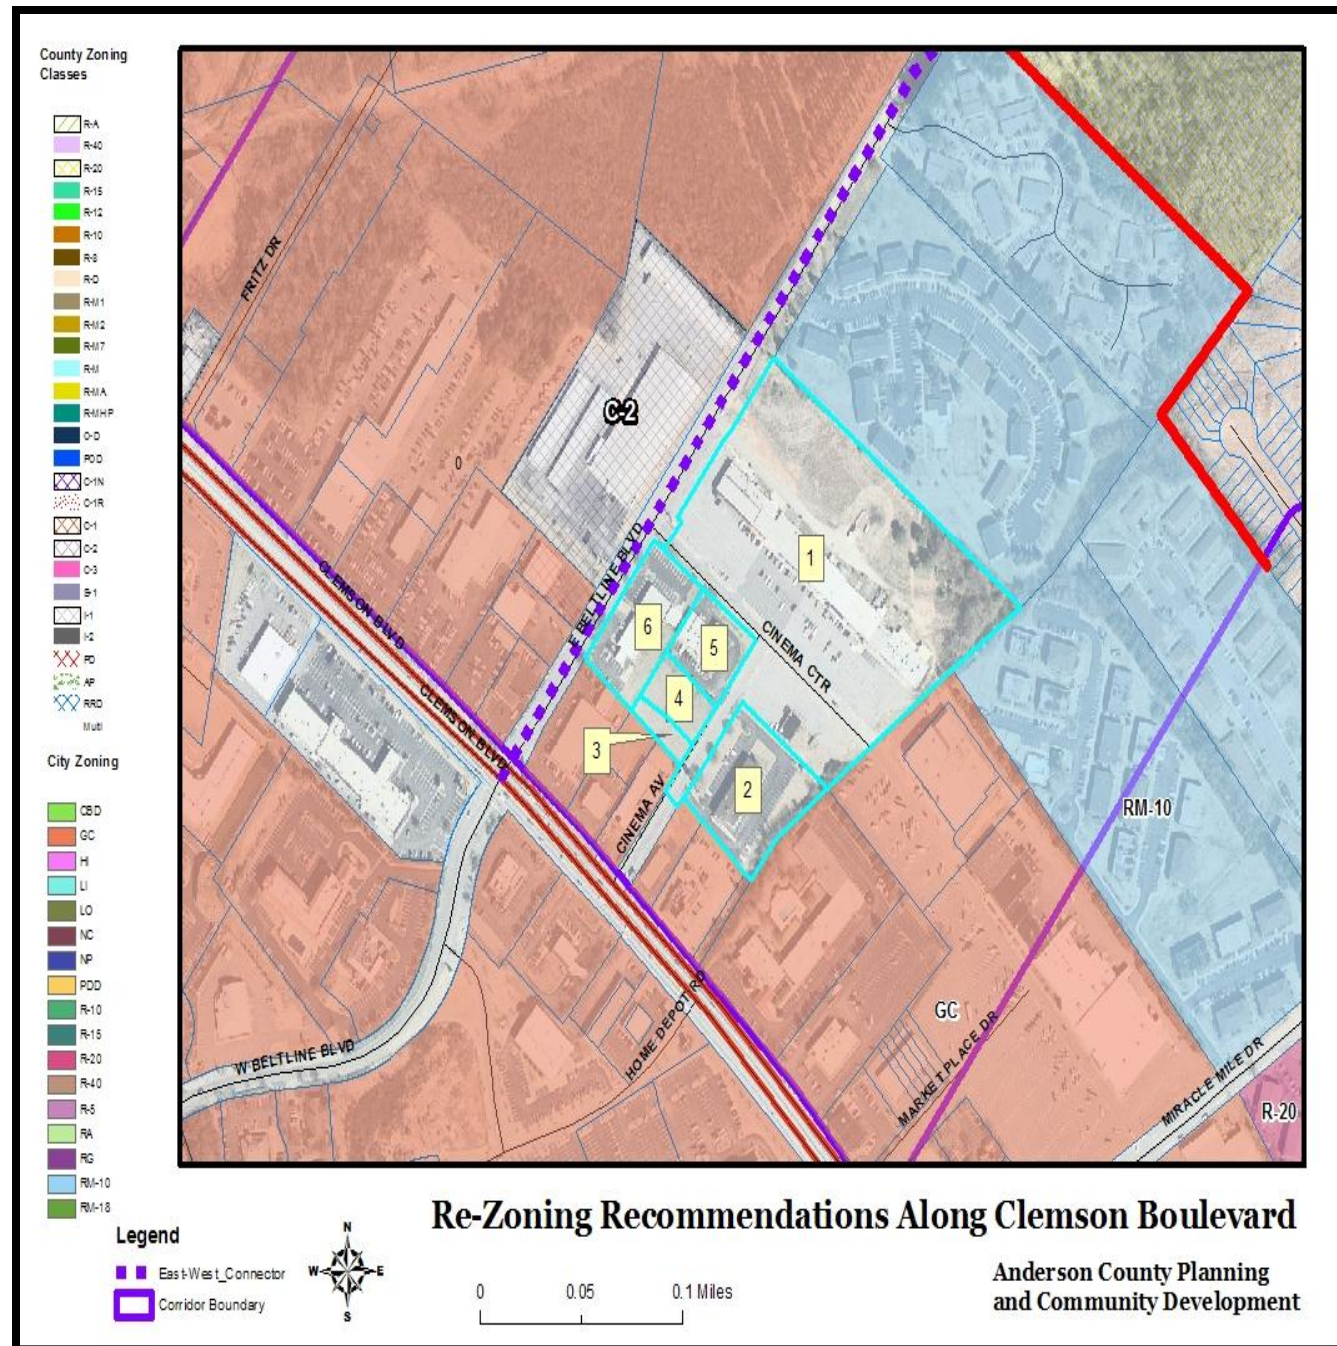 County Zoning
Classes
R-A
R-40
R-20
R-15
R-12
R-10
R-8
R-D
R-M1
R-M2
R-M7
R-M
R-MA
R-MHP
O-D
POD
C-1N
C-1R
C-1
C-2
C-3
S-1
I-1
I-2
PD
AP
RRD
Multi
City Zoning
CBD
GC
HI
LI
LO
NC
NP
PDD
R-10
R-15
R-20
R-40
R-5
RA
RG
RM-10
RM-18
FRITZ DR
C-2
0
E BELTLINE BLVD
CLEMSON BLVD
CLEMSON BLVD
1
6
5
CINEMA CTR
4
3
2
CINEMA AV
RM-10
GC
HOME DEPOT RD
MARKET PLACE DR
W BELTLINE BLVD
MIRACLE MILE DR
R-20
Re-Zoning Recommendations Along Clemson Boulevard
Anderson County Planning
and Community Development
Legend
East-West_Connector
Corridor Boundary
N
W E
S
0 0.05 0.1 Miles